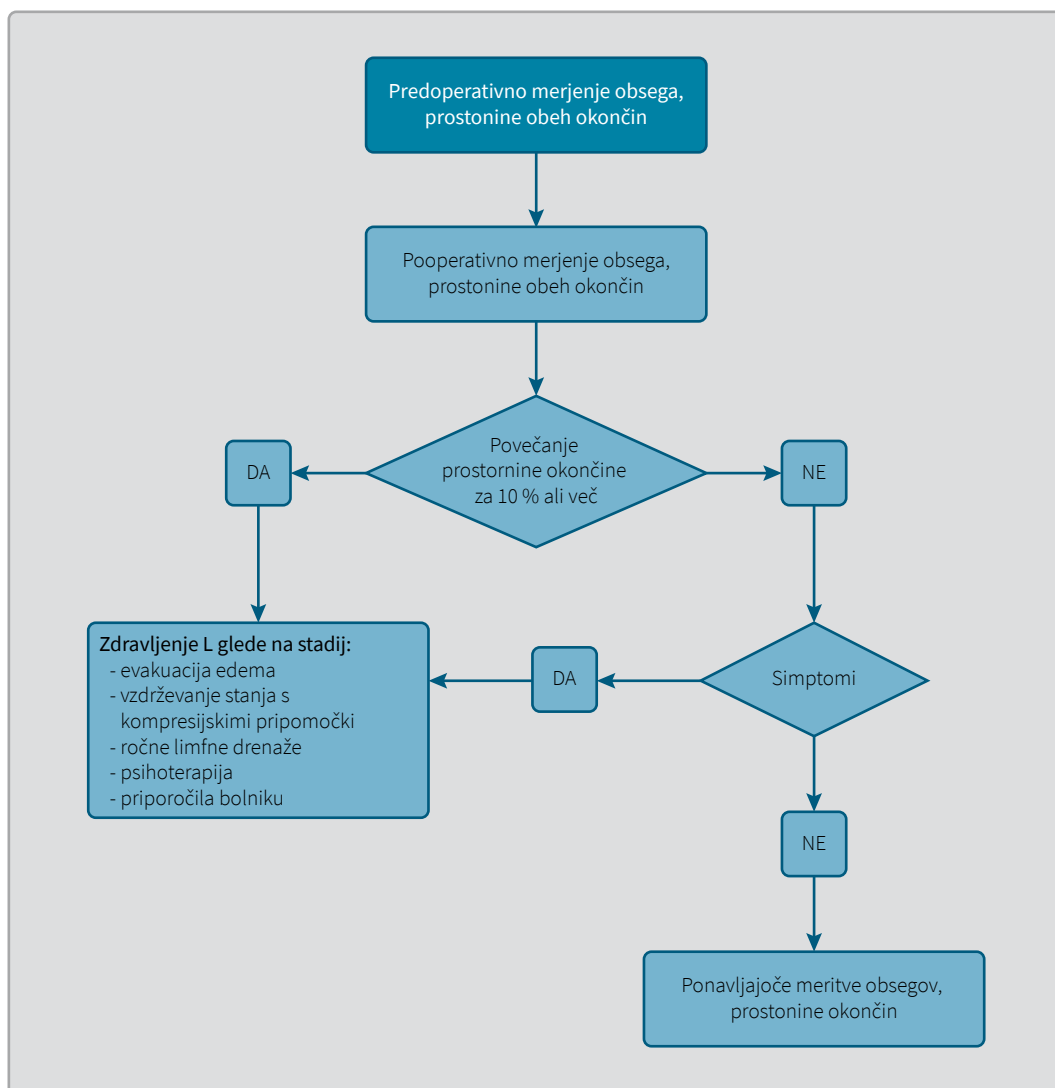 Predoperativno merjenje obsega,
prostonine obeh okončin
Pooperativno merjenje obsega,
prostonine obeh okončin
Povečanje
prostornine okončine
za 10 % ali več
DA
NE
Zdravljenje L glede na stadij:
- evakuacija edema
- vzdrževanje stanja s
kompresijskimi pripomočki
- ročne limfne drenaže
- psihoterapija
- priporočila bolniku
DA
Simptomi
NE
Ponavljajoče meritve obsegov,
prostonine okončin